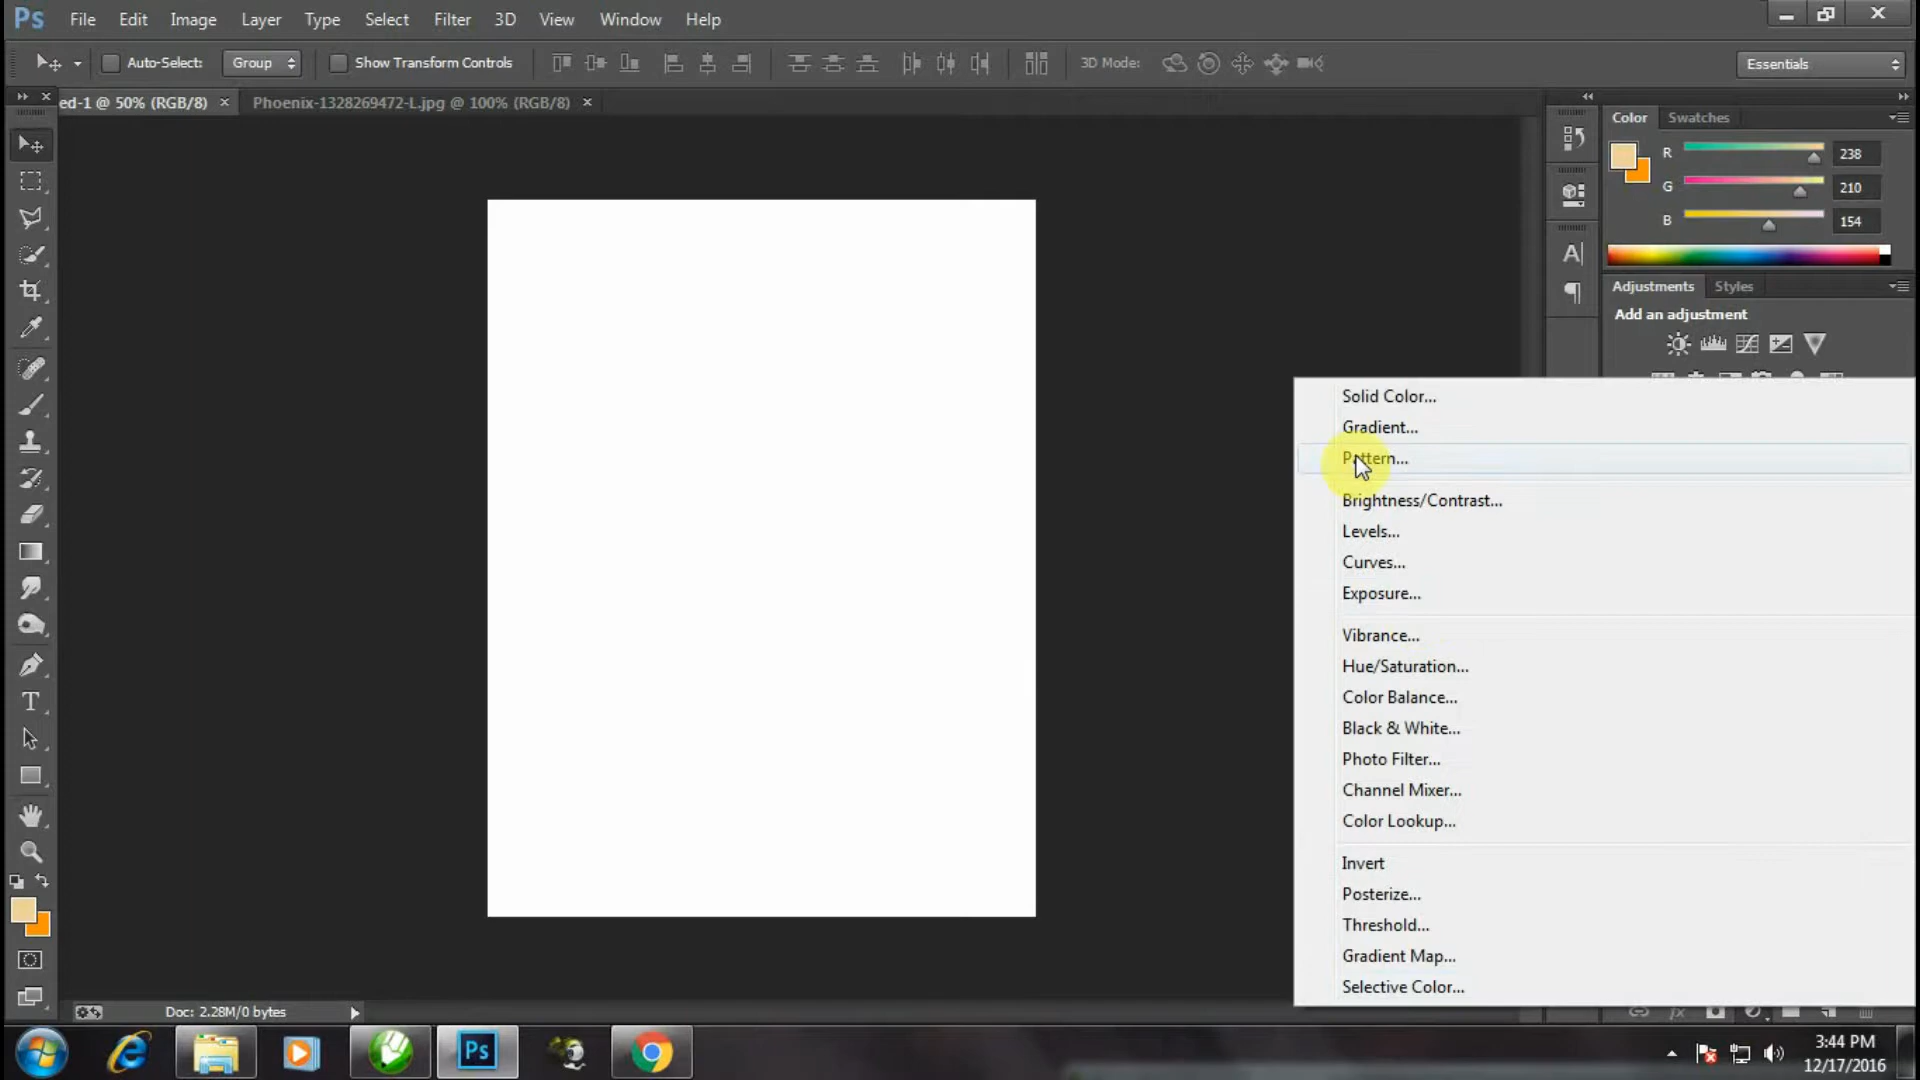 Ps File Edit Image Layer Type Select Filter 3D View Window Help
Auto-Select: Group Show Transform Controls 3D Mode: Essentials
ed-1 @ 50% (RGB/8) × Phoenix-1328269472-L.jpg @ 100% (RGB/8) ×
Color Swatches
R 238
G 210
B 154
Adjustments Styles
Add an adjustment
Solid Color...
Gradient...
Pattern...
Brightness/Contrast...
Levels...
Curves...
Exposure...
Vibrance...
Hue/Saturation...
Color Balance...
Black & White...
Photo Filter...
Channel Mixer...
Color Lookup...
Invert
Posterize...
Threshold...
Gradient Map...
Selective Color...
Doc: 2.28M/0 bytes
Ps
3:44 PM
12/17/2016